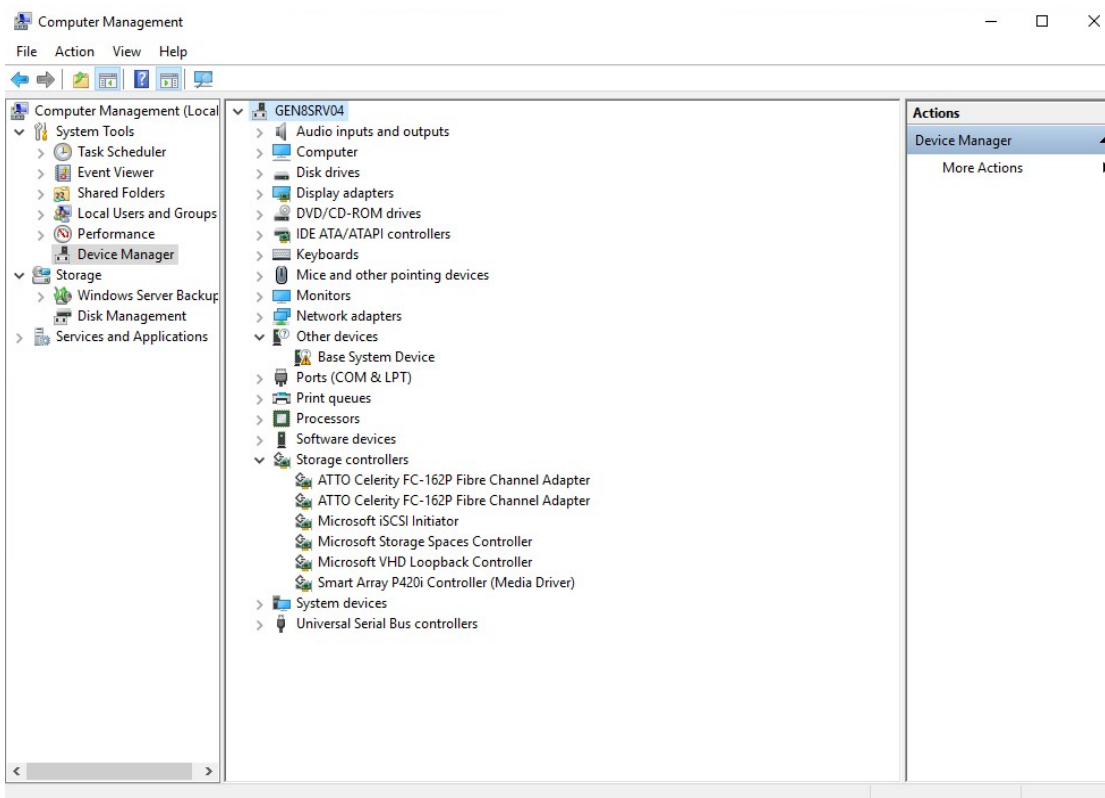 Computer Management
File Action View Help
Computer Management (Local
System Tools
Task Scheduler
Event Viewer
Shared Folders
Local Users and Groups
Performance
Device Manager
Storage
Windows Server Backup
Disk Management
Services and Applications
GEN8SRV04
Audio inputs and outputs
Computer
Disk drives
Display adapters
DVD/CD-ROM drives
IDE ATA/ATAPI controllers
Keyboards
Mice and other pointing devices
Monitors
Network adapters
Other devices
Base System Device
Ports (COM & LPT)
Print queues
Processors
Software devices
Storage controllers
ATTO Celerity FC-162P Fibre Channel Adapter
ATTO Celerity FC-162P Fibre Channel Adapter
Microsoft iSCSI Initiator
Microsoft Storage Spaces Controller
Microsoft VHD Loopback Controller
Smart Array P420i Controller (Media Driver)
System devices
Universal Serial Bus controllers
Actions
Device Manager
More Actions